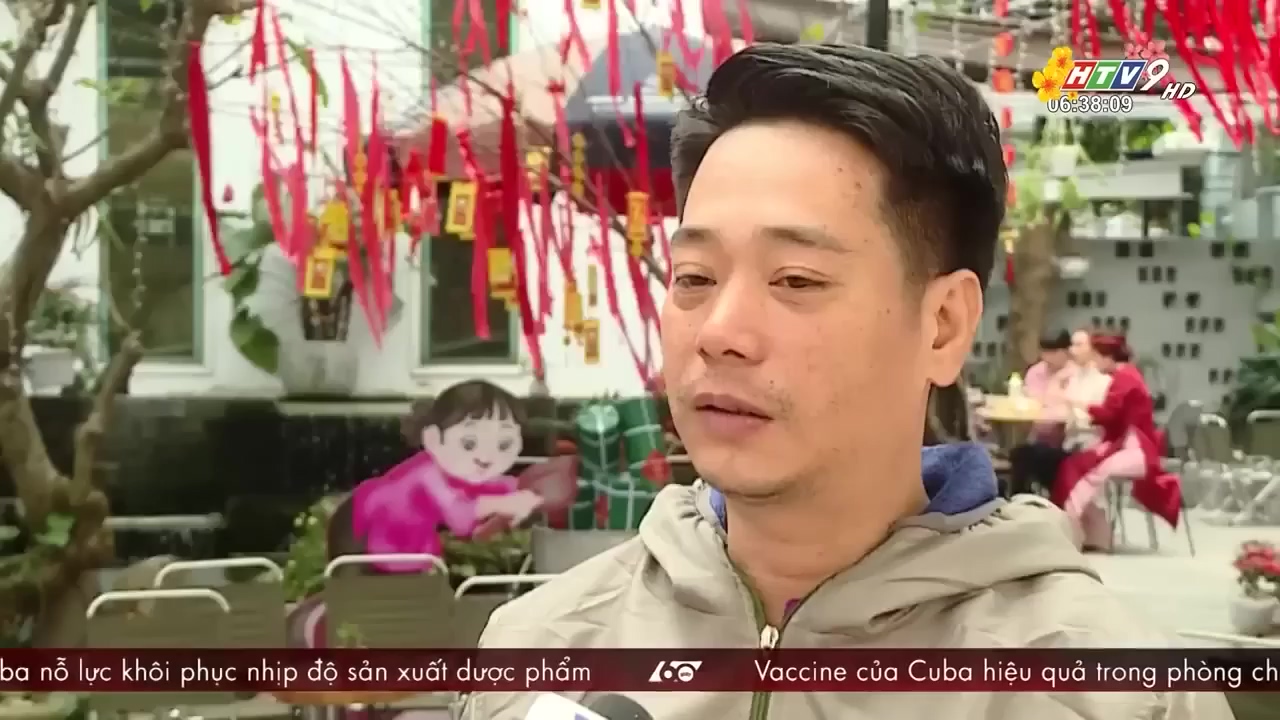 HTV9 HD
06:38:09
ba nỗ lực khôi phục nhịp độ sản xuất dược phẩm 60 Vaccine của Cuba hiệu quả trong phòng ch